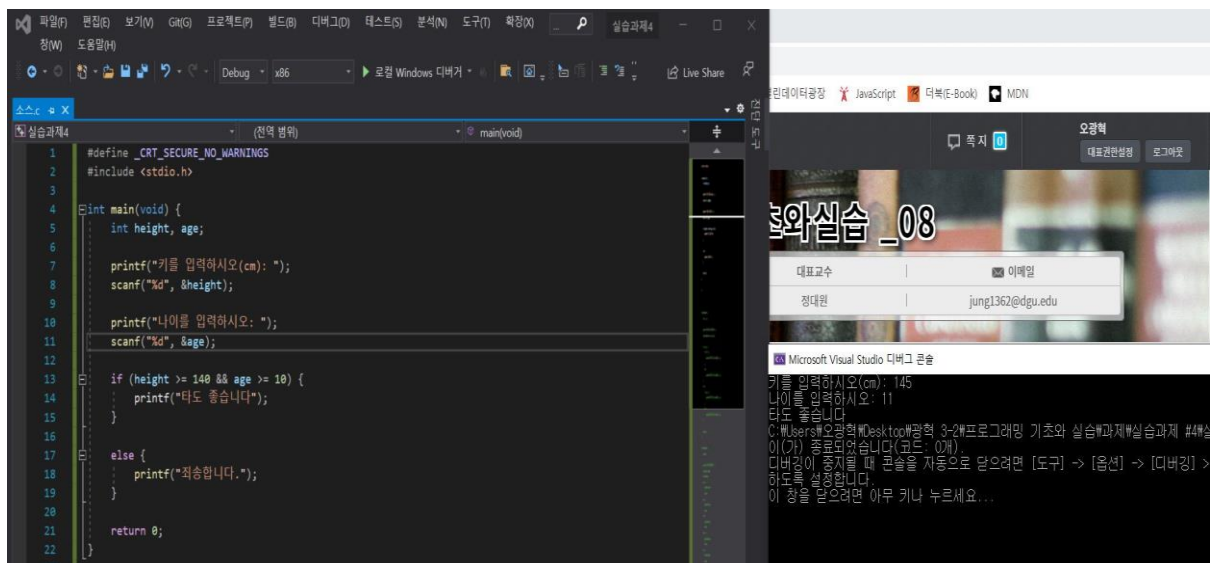 파일(F) 편집(E) 보기(V) Git(G) 프로젝트(P) 빌드(B) 디버그(D) 테스트(S) 분석(N) 도구(T) 확장(X) ... 실습과제4
창(W) 도움말(H)
Debug x86 로컬 Windows 디버거 Live Share
소스.c
실습과제4 (전역 범위) main(void)
1 #define _CRT_SECURE_NO_WARNINGS
2 #include <stdio.h>
3
4 int main(void) {
5 int height, age;
6
7 printf("키를 입력하시오(cm): ");
8 scanf("%d", &height);
9
10 printf("나이를 입력하시오: ");
11 scanf("%d", &age);
12
13 if (height >= 140 && age >= 10) {
14 printf("타도 좋습니다");
15 }
16
17 else {
18 printf("죄송합니다.");
19 }
20
21 return 0;
22 }
진단 도구
린데이터광장 JavaScript 더북(E-Book) MDN
쪽지 0
오광혁
대표권한설정 로그아웃
초와실습 _08
대표교수 이메일
정대원 jung1362@dgu.edu
Microsoft Visual Studio 디버그 콘솔
키를 입력하시오(cm): 145
나이를 입력하시오: 11
타도 좋습니다
C:₩Users₩오광혁₩Desktop₩광혁 3-2₩프로그래밍 기초와 실습₩과제₩실습과제 #4₩실
이(가) 종료되었습니다(코드: 0개).
디버깅이 중지될 때 콘솔을 자동으로 닫으려면 [도구] -> [옵션] -> [디버깅] >
하도록 설정합니다.
이 창을 닫으려면 아무 키나 누르세요...